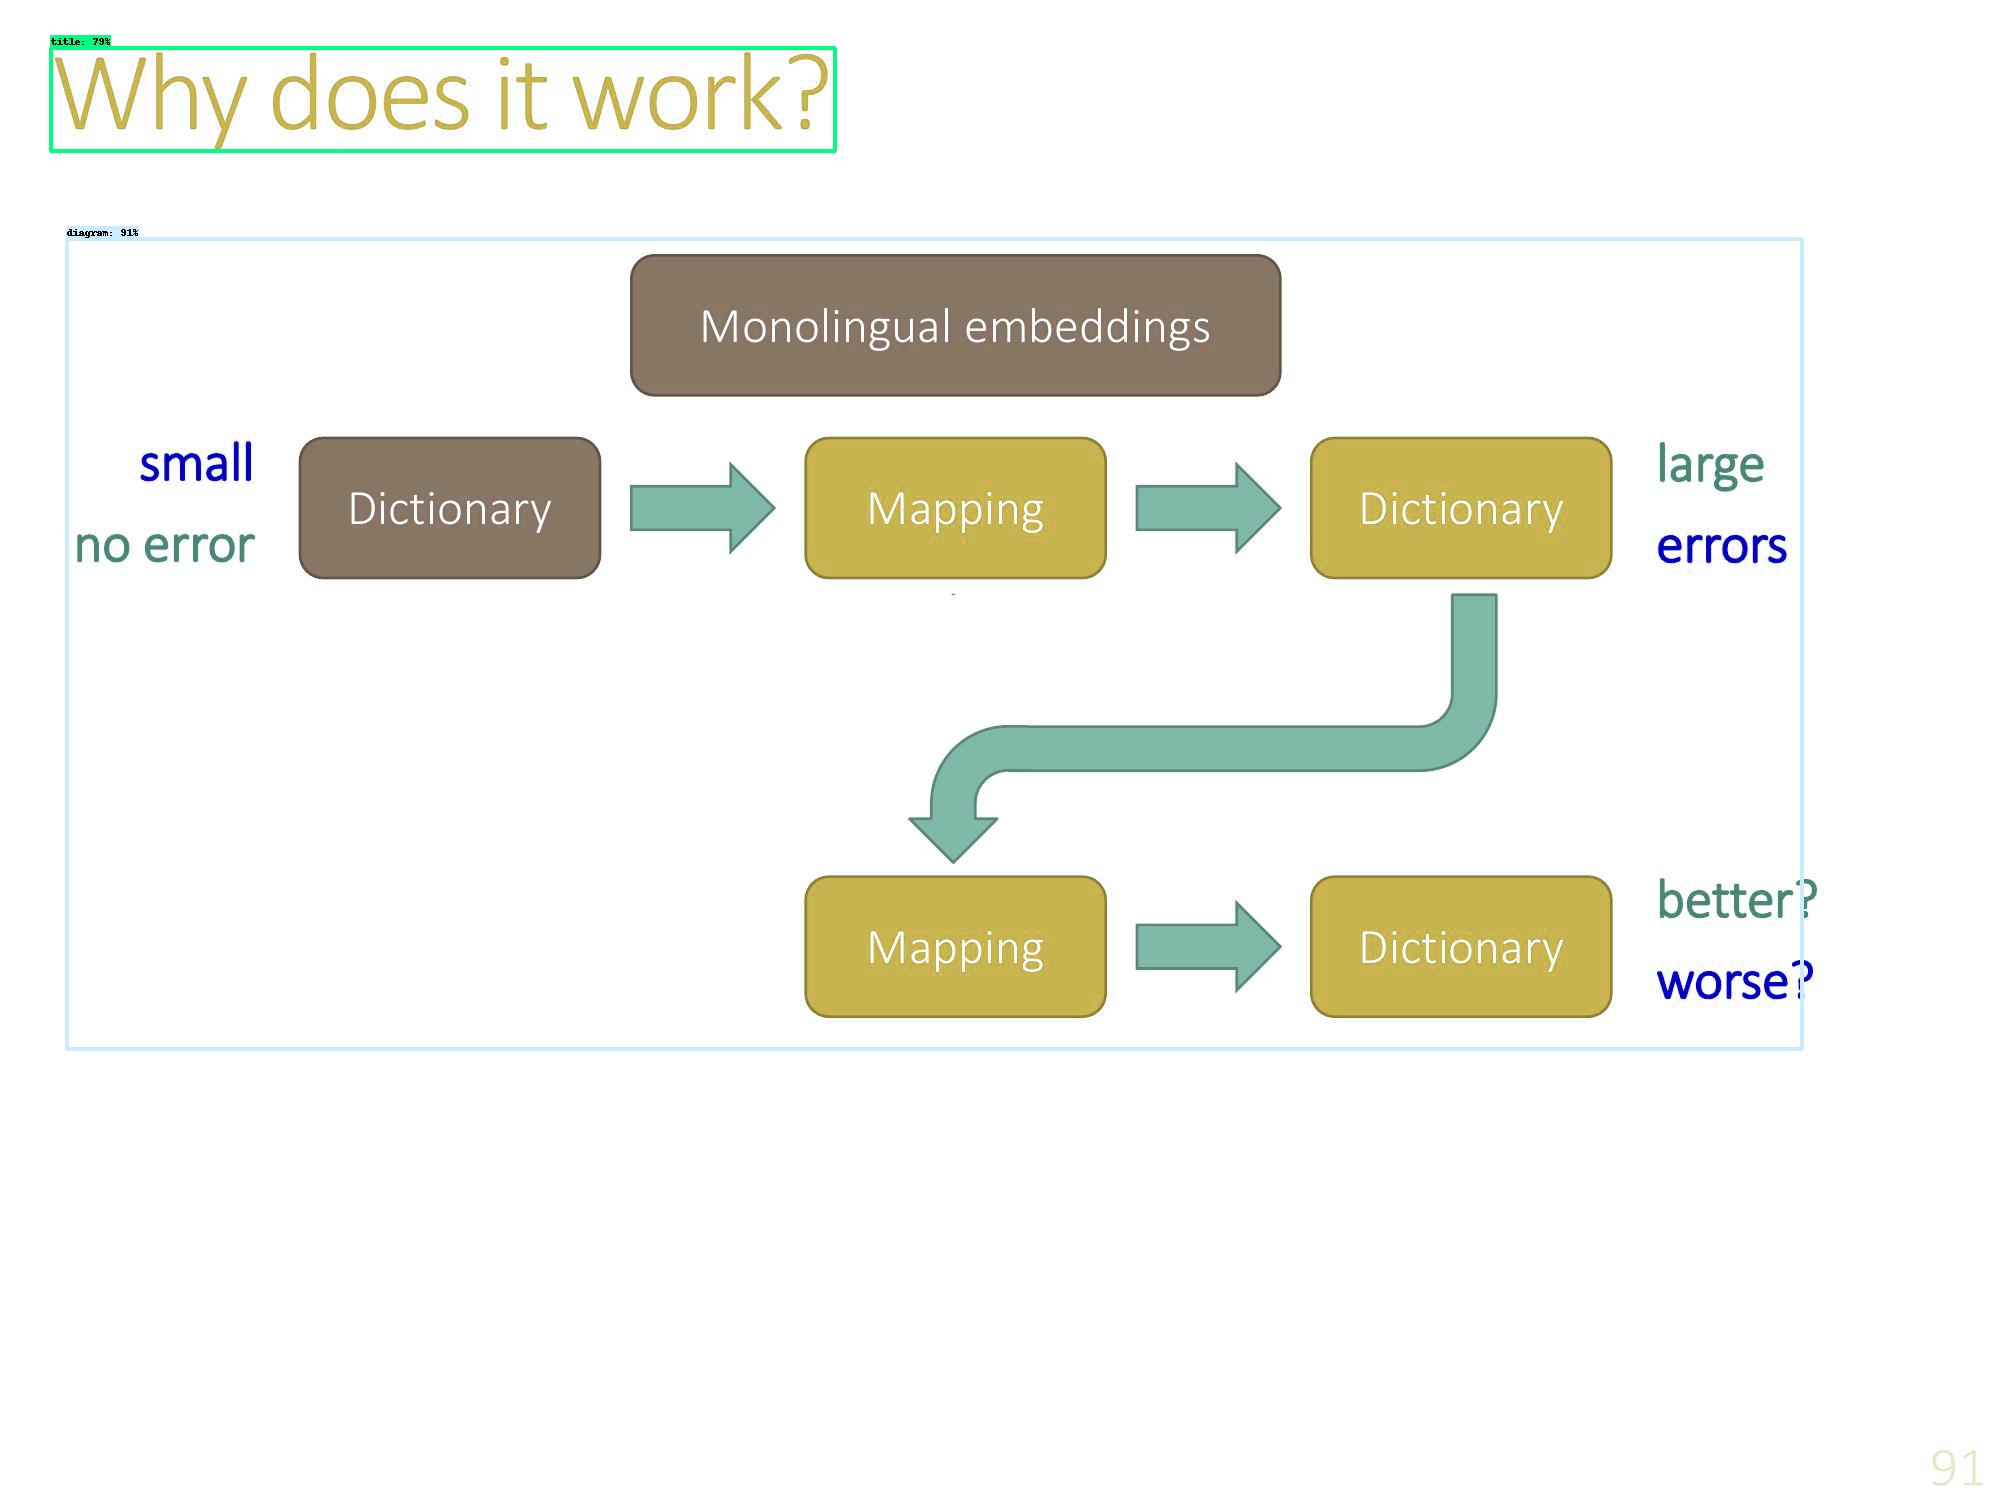 title: 79%
Why does it work?
diagram: 91%
Monolingual embeddings
small
no error
Dictionary
Mapping
Dictionary
large
errors
Mapping
Dictionary
better?
worse?
91